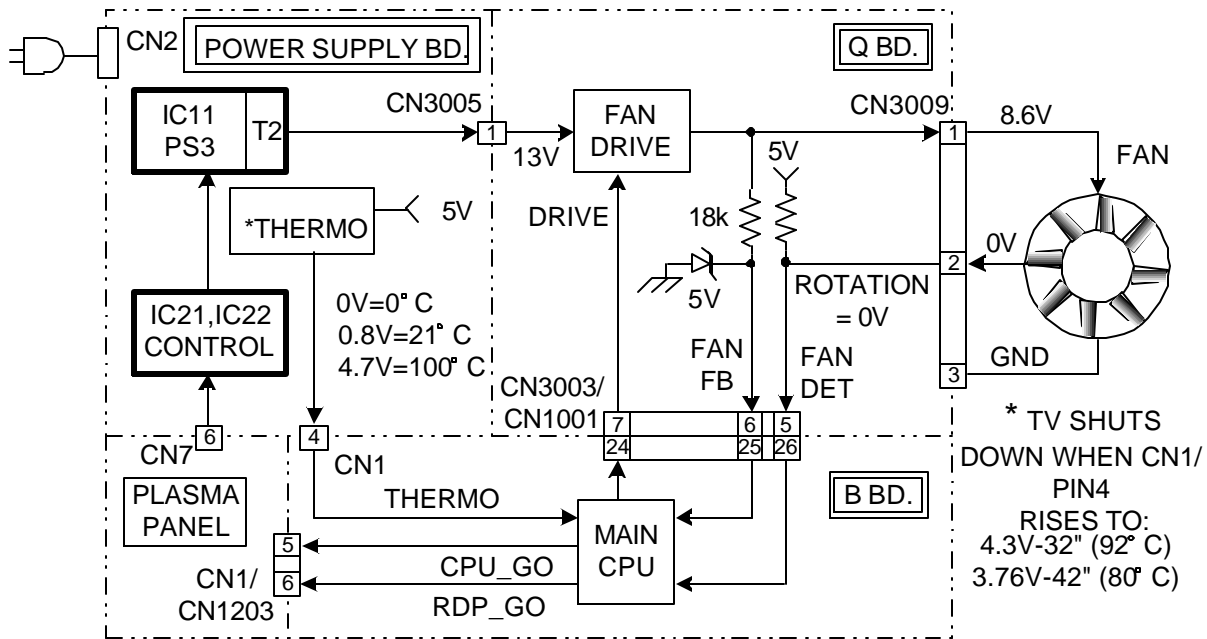 CN2
POWER SUPPLY BD.
Q BD.
IC11
PS3
T2
CN3005
1
13V
FAN
DRIVE
CN3009
1
8.6V
FAN
5V
*THERMO
5V
DRIVE
18k
5V
0V
2
ROTATION
= 0V
0V=0° C
0.8V=21° C
4.7V=100° C
IC21,IC22
CONTROL
FAN
FB
FAN
DET
GND
3
CN3003/
CN1001
7
6
5
24
25
26
6
CN7
4
CN1
* TV SHUTS
DOWN WHEN CN1/
PIN4
RISES TO:
4.3V-32" (92° C)
3.76V-42" (80° C)
PLASMA
PANEL
THERMO
B BD.
MAIN
CPU
5
CPU_GO
6
RDP_GO
CN1/
CN1203